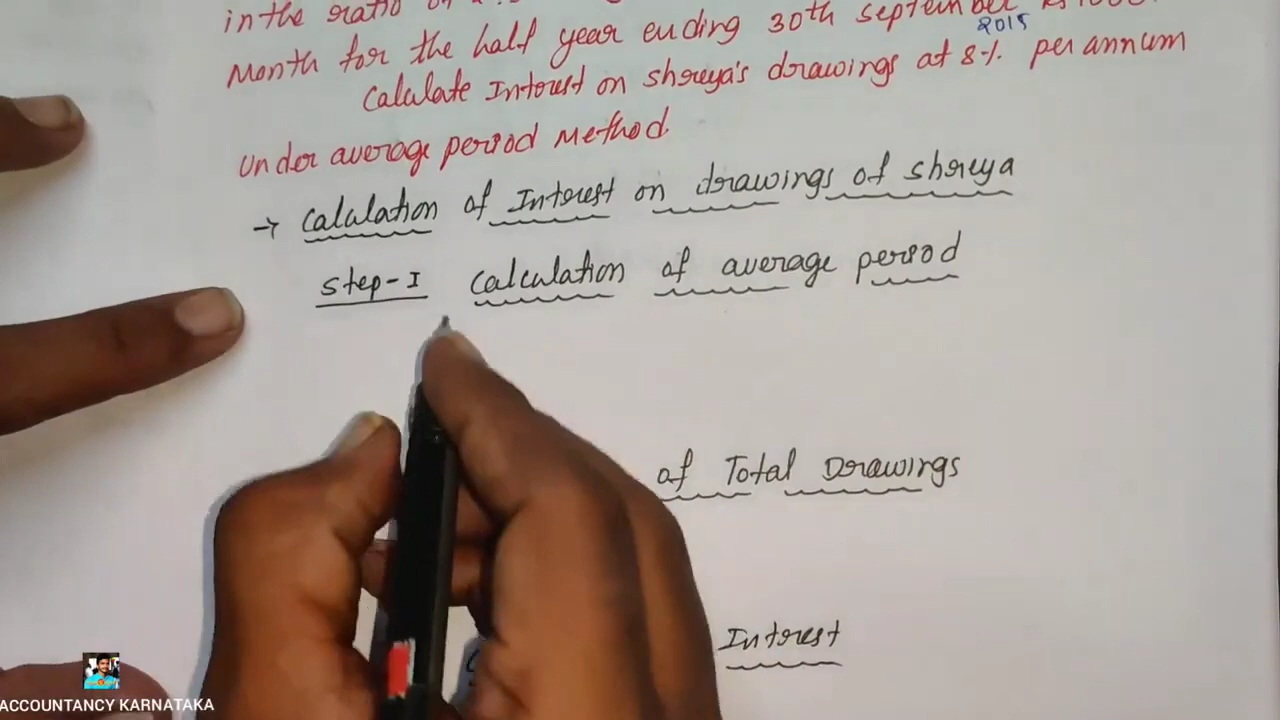 in the ratio of
Month for the half year ending 30th September
2015
Calulate Interest on shreya's drawings at 8% per annum
under average period Method
→ Calculation of Interest on drawings of shreya
Step-I Calculation of average period
of Total Drawings
Interest
ACCOUNTANCY KARNATAKA